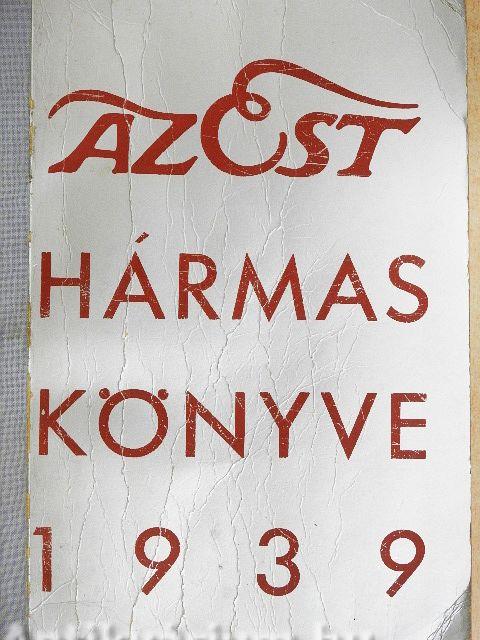 AZ EST
HÁRMAS
KÖNYVE
1939